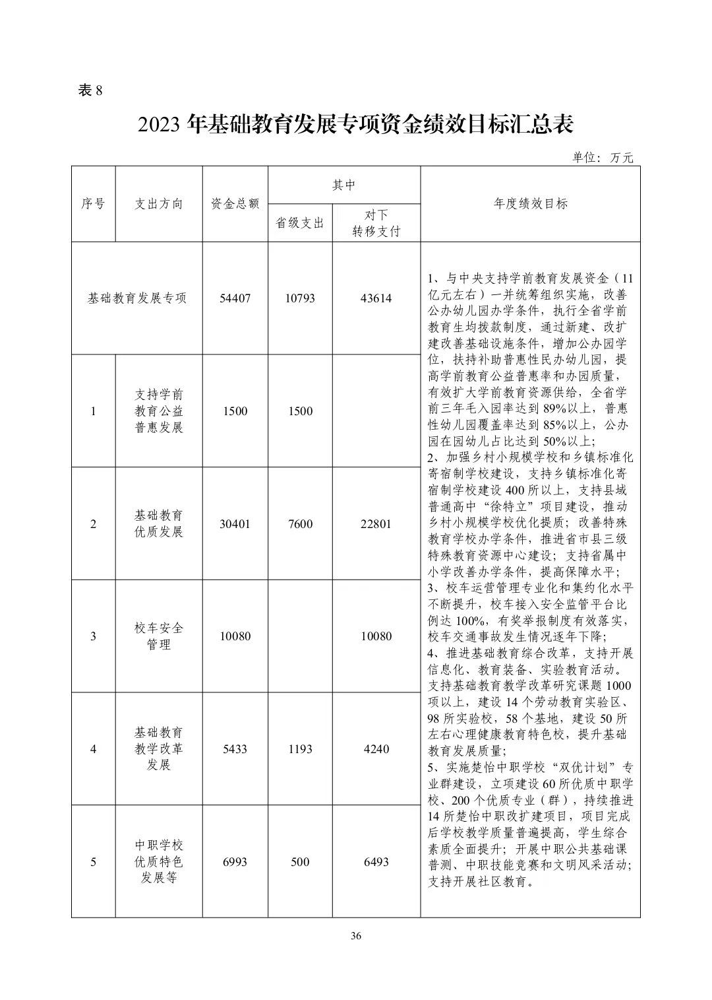 表 8
2023 年基础教育发展专项资金绩效目标汇总表
单位：万元
序号
支出方向
资金总额
其中
省级支出
对下
转移支付
年度绩效目标
基础教育发展专项
54407
10793
43614
1
支持学前
教育公益
普惠发展
1500
1500
2
基础教育
优质发展
30401
7600
22801
3
校车安全
管理
10080
10080
4
基础教育
教学改革
发展
5433
1193
4240
5
中职学校
优质特色
发展等
6993
500
6493
1、与中央支持学前教育发展资金（11
亿元左右）一并统筹组织实施，改善
公办幼儿园办学条件，执行全省学前
教育生均拨款制度，通过新建、改扩
建改善基础设施条件，增加公办园学
位，扶持补助普惠性民办幼儿园，提
高学前教育公益普惠率和办园质量，
有效扩大学前教育资源供给，全省学
前三年毛入园率达到 89%以上，普惠
性幼儿园覆盖率达到 85%以上，公办
园在园幼儿占比达到 50%以上；
2、加强乡村小规模学校和乡镇标准化
寄宿制学校建设，支持乡镇标准化寄
宿制学校建设 400 所以上，支持县域
普通高中“徐特立”项目建设，推动
乡村小规模学校优化提质；改善特殊
教育学校办学条件，推进省市县三级
特殊教育资源中心建设；支持省属中
小学改善办学条件，提高保障水平；
3、校车运营管理专业化和集约化水平
不断提升，校车接入安全监管平台比
例达 100%，有奖举报制度有效落实，
校车交通事故发生情况逐年下降；
4、推进基础教育综合改革，支持开展
信息化、教育装备、实验教育活动。
支持基础教育教学改革研究课题 1000
项以上，建设 14 个劳动教育实验区、
98 所实验校，58 个基地，建设 50 所
左右心理健康教育特色校，提升基础
教育发展质量；
5、实施楚怡中职学校“双优计划”专
业群建设，立项建设 60 所优质中职学
校、200 个优质专业（群），持续推进
14 所楚怡中职改扩建项目，项目完成
后学校教学质量普遍提高，学生综合
素质全面提升；开展中职公共基础课
普测、中职技能竞赛和文明风采活动；
支持开展社区教育。
36